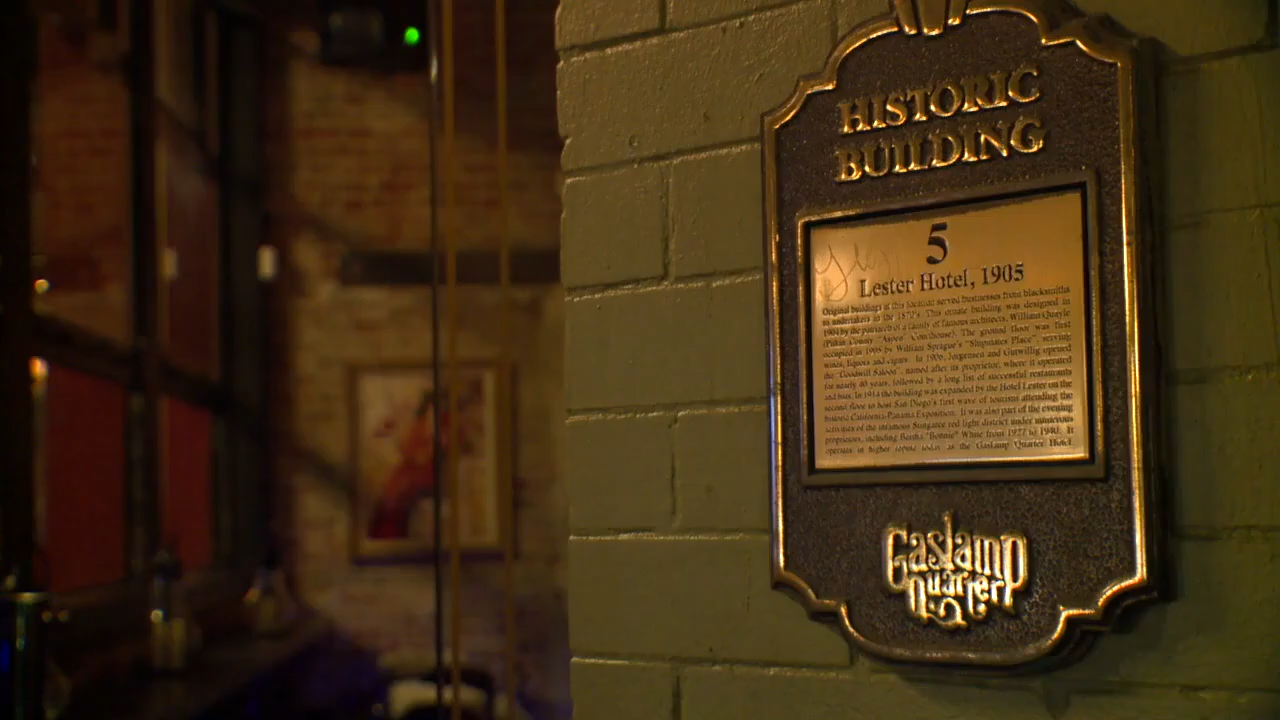 HISTORIC
BUILDING
5
Lester Hotel, 1905
Original buildings at this location served businesses from blacksmiths
to undertakers in the 1870's. This ornate building was designed in
1904 by the patriarch of a family of famous architects, William Quayle
(Pitkin County "Aspen" Courthouse). The ground floor was first
occupied in 1905 by William Sprague's "Shipmates Place", serving
wines, liquors and cigars. In 1906, Jorgensen and Gutwillig opened
the "Goodwill Saloon", named after its proprietor, where it operated
for nearly 40 years, followed by a long list of successful restaurants
and bars. In 1914 the building was expanded by the Hotel Lester on the
second floor to host San Diego's first wave of tourism attending the
historic California-Panama Exposition. It was also part of the evening
activities of the infamous Stingaree red light district under numerous
proprietors, including Bertha "Bonnie" White from 1927 to 1940. It
operates in higher repute today as the Gaslamp Quarter Hotel.
Gaslamp
Quarter